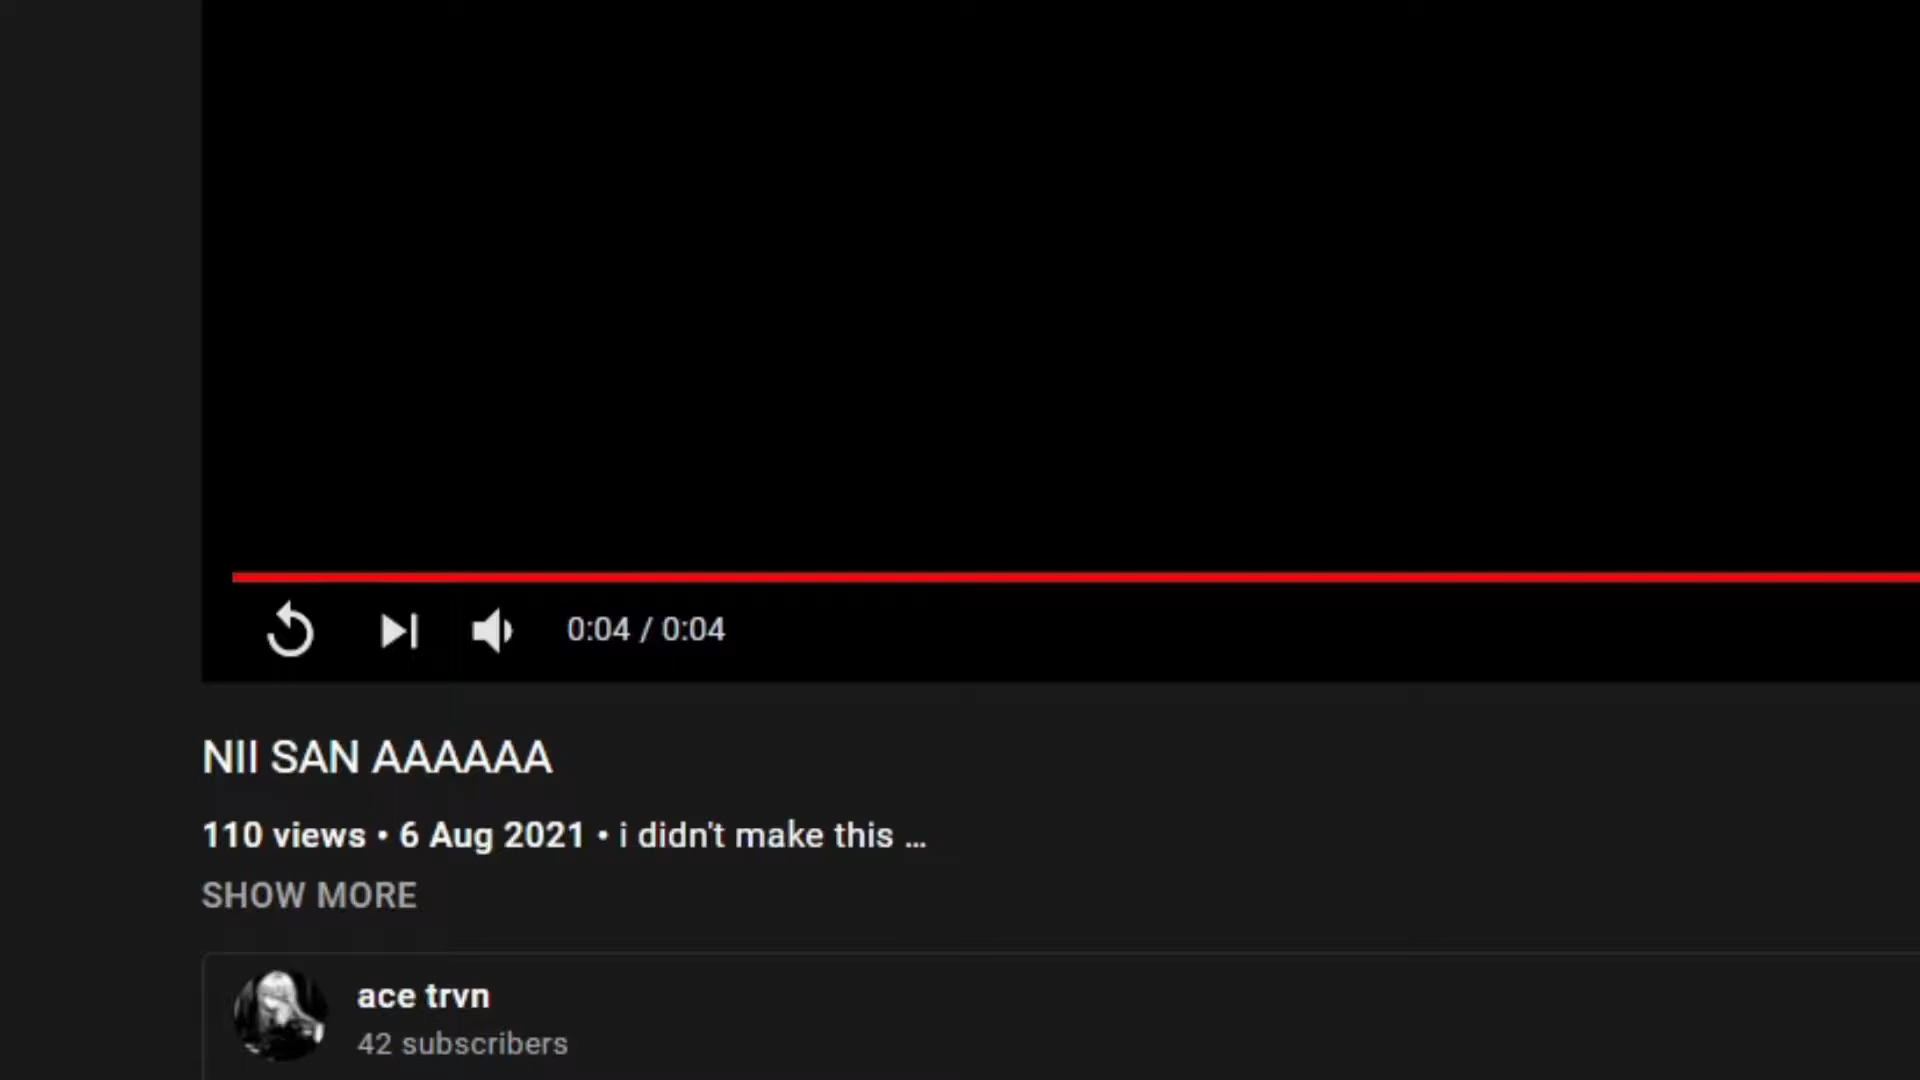 0:04 / 0:04
NII SAN AAAAAA
110 views • 6 Aug 2021 • i didn't make this ...
SHOW MORE
ace trvn
42 subscribers